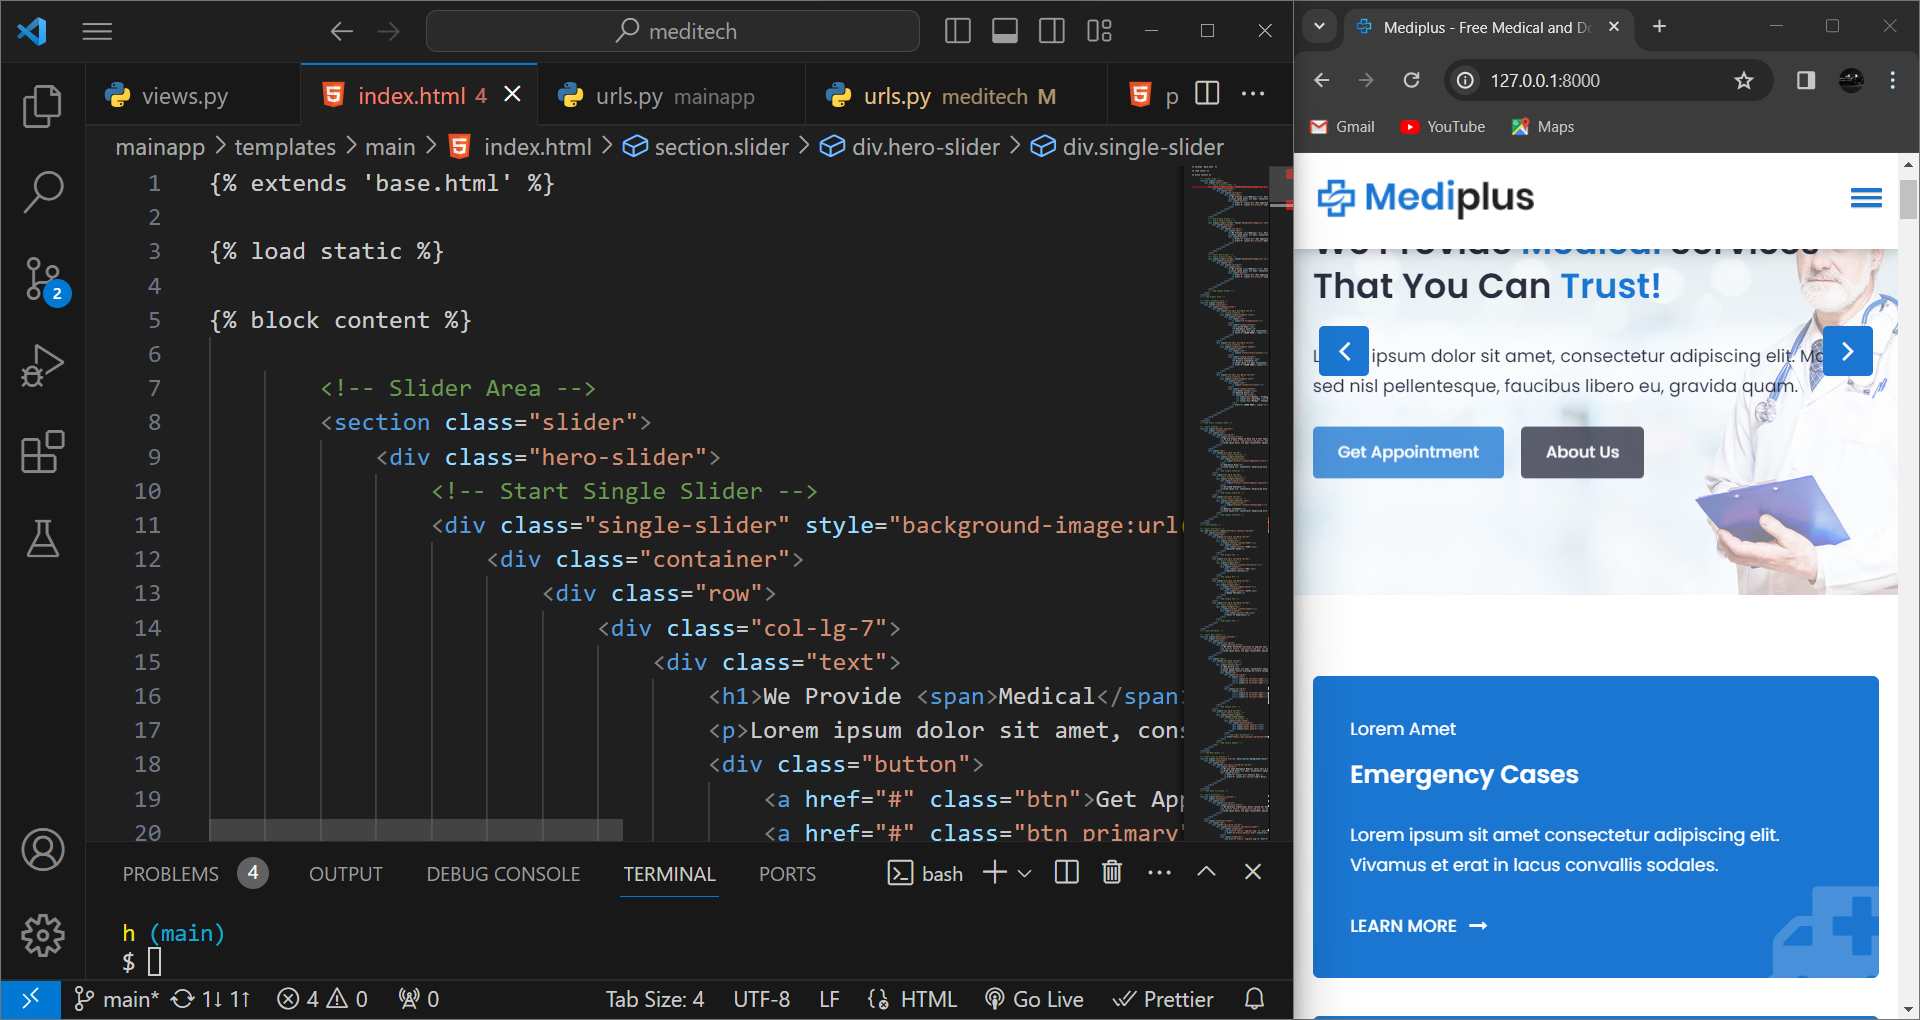 meditech
views.py
index.html 4
urls.py mainapp
urls.py meditech M
p
mainapp > templates > main > index.html > section.slider > div.hero-slider > div.single-slider
1 {% extends 'base.html' %}
2
3 {% load static %}
4
5 {% block content %}
6
7 <!-- Slider Area -->
8 <section class="slider">
9 <div class="hero-slider">
10 <!-- Start Single Slider -->
11 <div class="single-slider" style="background-image:url(
12 <div class="container">
13 <div class="row">
14 <div class="col-lg-7">
15 <div class="text">
16 <h1>We Provide <span>Medical</span>
17 <p>Lorem ipsum dolor sit amet, cons
18 <div class="button">
19 <a href="#" class="btn">Get App
20 <a href="#" class="btn primary"
2
PROBLEMS 4 OUTPUT DEBUG CONSOLE TERMINAL PORTS
bash
h (main)
$
main* 1↓ 1↑ 4 0 0
Tab Size: 4 UTF-8 LF HTML Go Live Prettier
Mediplus - Free Medical and Do
127.0.0.1:8000
Gmail YouTube Maps
Mediplus
We Provide Medical Services
That You Can Trust!
L ipsum dolor sit amet, consectetur adipiscing elit. Ma
sed nisl pellentesque, faucibus libero eu, gravida quam.
Get Appointment About Us
Lorem Amet
Emergency Cases
Lorem ipsum sit amet consectetur adipiscing elit.
Vivamus et erat in lacus convallis sodales.
LEARN MORE